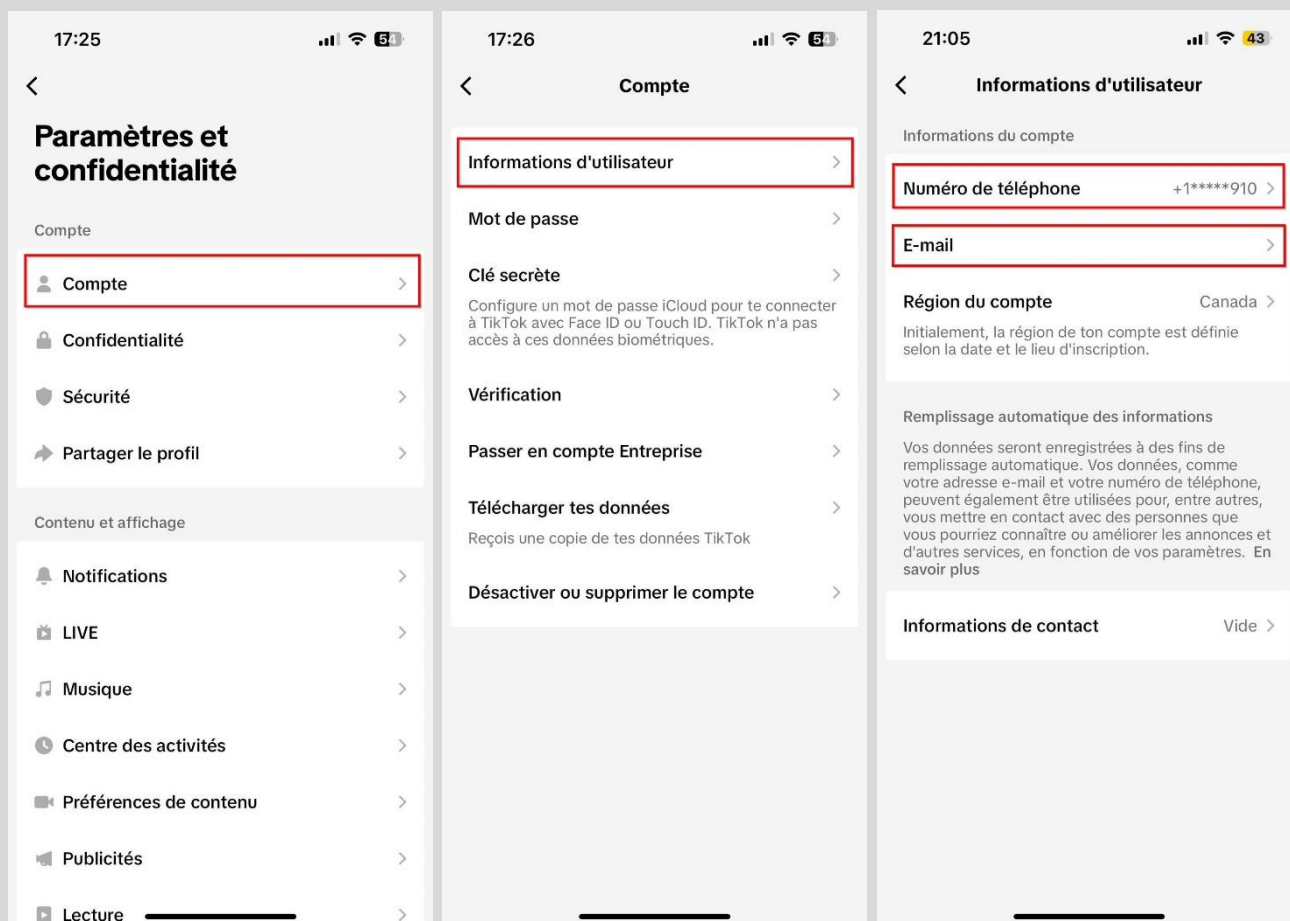 17:25
54
Paramètres et
confidentialité
Compte
Compte
Confidentialité
Sécurité
Partager le profil
Contenu et affichage
Notifications
LIVE
Musique
Centre des activités
Préférences de contenu
Publicités
Lecture
17:26
54
Compte
Informations d'utilisateur
Mot de passe
Clé secrète
Configure un mot de passe iCloud pour te connecter
à TikTok avec Face ID ou Touch ID. TikTok n'a pas
accès à ces données biométriques.
Vérification
Passer en compte Entreprise
Télécharger tes données
Reçois une copie de tes données TikTok
Désactiver ou supprimer le compte
21:05
43
Informations d'utilisateur
Informations du compte
Numéro de téléphone +1*****910
E-mail
Région du compte Canada
Initialement, la région de ton compte est définie
selon la date et le lieu d'inscription.
Remplissage automatique des informations
Vos données seront enregistrées à des fins de
remplissage automatique. Vos données, comme
votre adresse e-mail et votre numéro de téléphone,
peuvent également être utilisées pour, entre autres,
vous mettre en contact avec des personnes que
vous pourriez connaître ou améliorer les annonces et
d'autres services, en fonction de vos paramètres. En
savoir plus
Informations de contact Vide